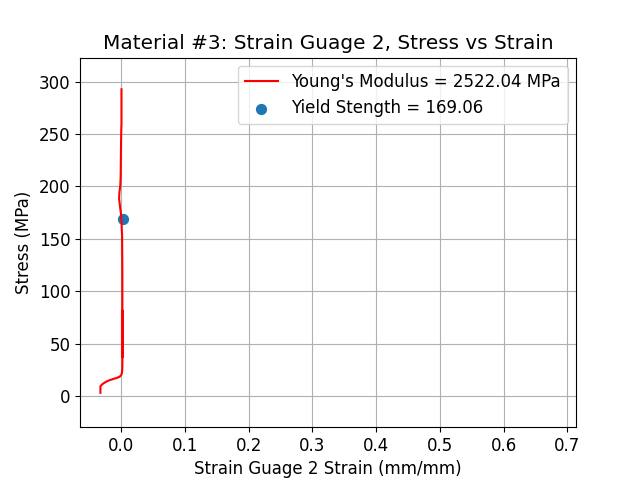 Material #3: Strain Guage 2, Stress vs Strain
Young's Modulus = 2522.04 MPa
Yield Stength = 169.06
300
250
200
150
100
50
0
Stress (MPa)
0.0 0.1 0.2 0.3 0.4 0.5 0.6 0.7
Strain Guage 2 Strain (mm/mm)